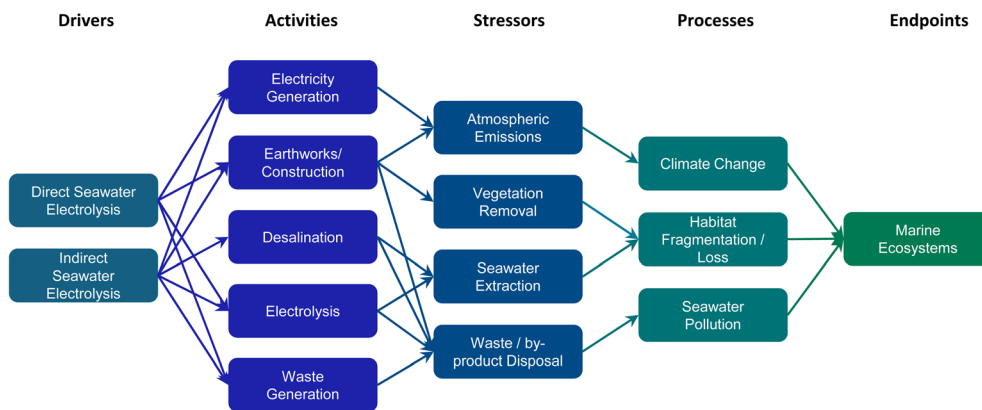 Drivers
Activities
Stressors
Processes
Endpoints
Direct Seawater
Electrolysis
Indirect
Seawater
Electrolysis
Electricity
Generation
Earthworks/
Construction
Desalination
Electrolysis
Waste
Generation
Atmospheric
Emissions
Vegetation
Removal
Seawater
Extraction
Waste / by-
product Disposal
Climate Change
Habitat
Fragmentation /
Loss
Seawater
Pollution
Marine
Ecosystems